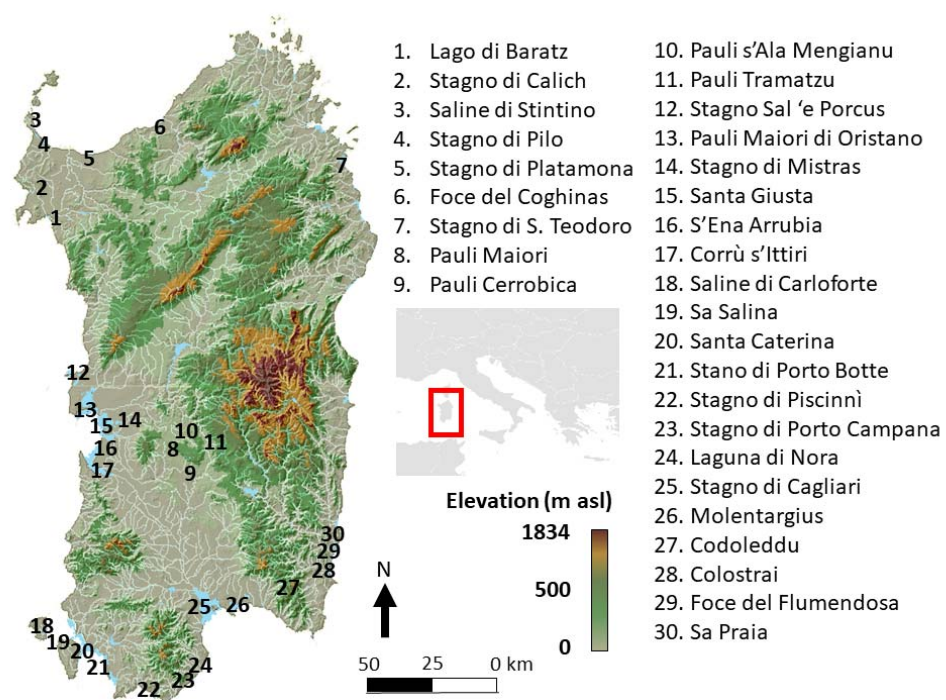 1. Lago di Baratz
2. Stagno di Calich
3. Saline di Stintino
4. Stagno di Pilo
5. Stagno di Platamona
6. Foce del Coghinas
7. Stagno di S. Teodoro
8. Pauli Maiori
9. Pauli Cerrobica
10. Pauli s’Ala Mengianu
11. Pauli Tramatzu
12. Stagno Sal ‘e Porcus
13. Pauli Maiori di Oristano
14. Stagno di Mistras
15. Santa Giusta
16. S’Ena Arrubia
17. Corrù s’Ittiri
18. Saline di Carloforte
19. Sa Salina
20. Santa Caterina
21. Stano di Porto Botte
22. Stagno di Piscinnì
23. Stagno di Porto Campana
24. Laguna di Nora
25. Stagno di Cagliari
26. Molentargius
27. Codoleddu
28. Colostrai
29. Foce del Flumendosa
30. Sa Praia
3
4
5
6
7
2
1
12
13
14
15
16
17
10
11
8
9
30
29
28
27
26
25
18
19
20
21
22
23
24
Elevation (m asl)
1834
500
0
N
50 25 0 km